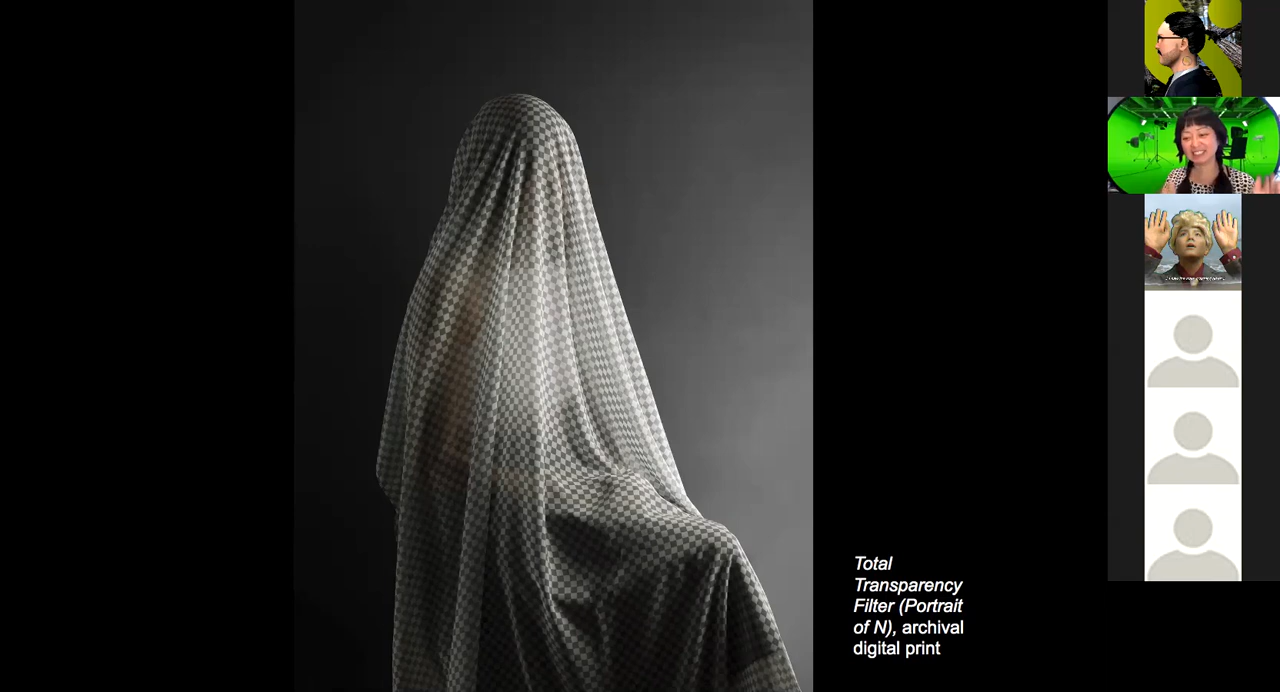 Total
Transparency
Filter (Portrait
of N), archival
digital print